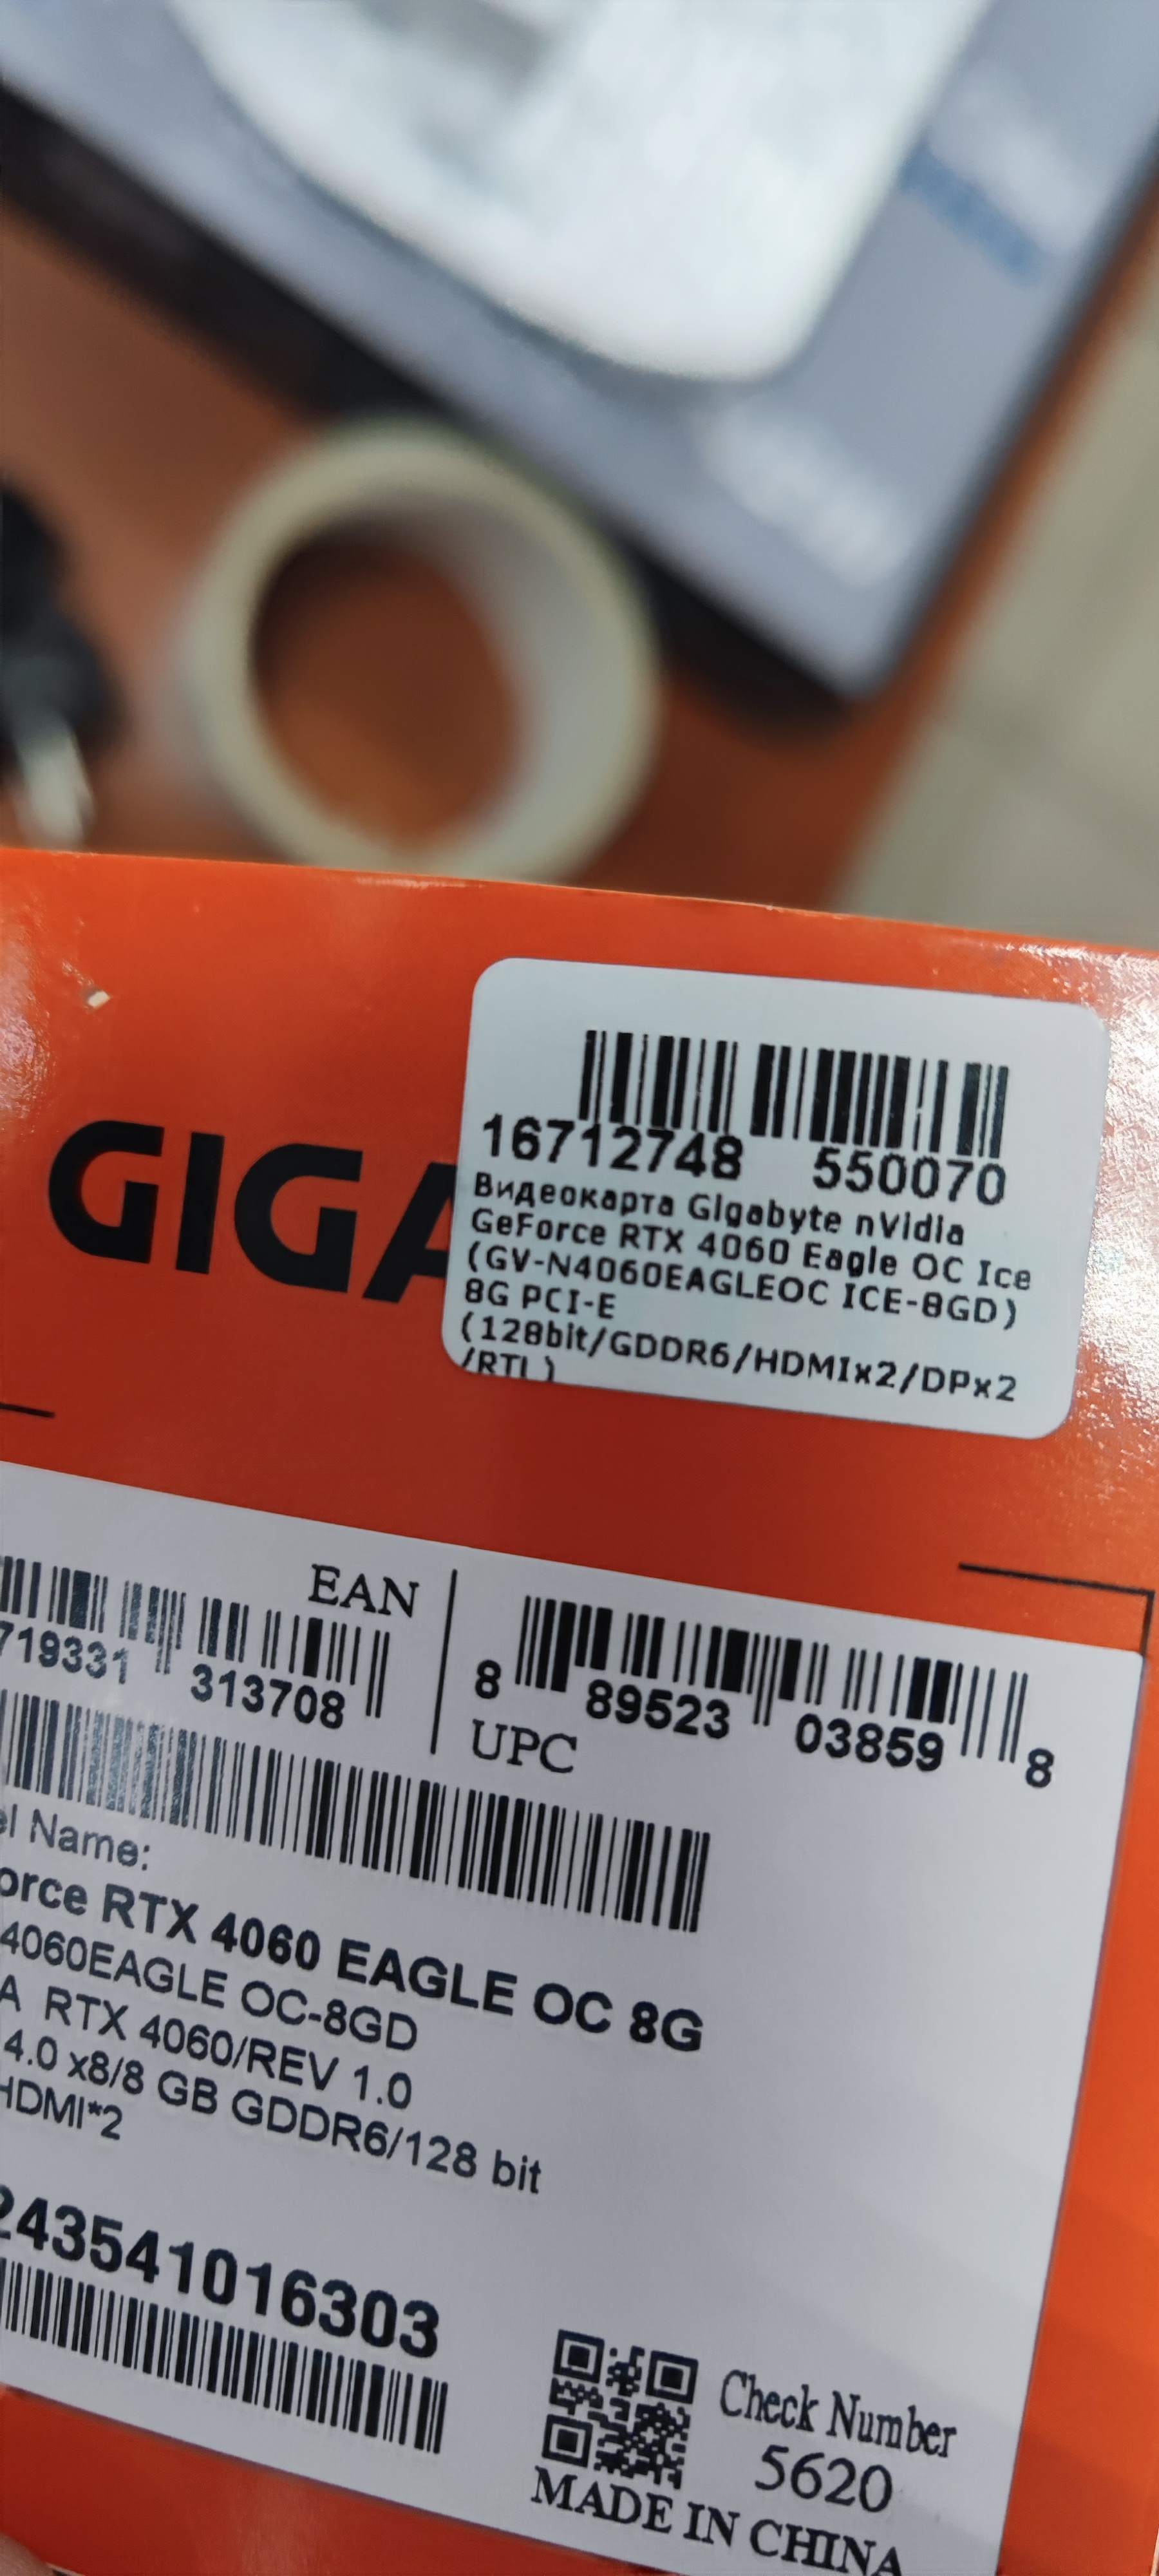 16712748 550070
Видеокарта Gigabyte nVidia
GeForce RTX 4060 Eagle OC Ice
(GV-N4060EAGLEOC ICE-8GD)
8G PCI-E
(128bit/GDDR6/HDMIx2/DPx2
/RTL)
GIGA
EAN
719331 313708
8 89523 03859 8
UPC
el Name:
orce RTX 4060 EAGLE OC 8G
4060EAGLE OC-8GD
A RTX 4060/REV 1.0
4.0 x8/8 GB GDDR6/128 bit
HDMI*2
243541016303
Check Number
5620
MADE IN CHINA